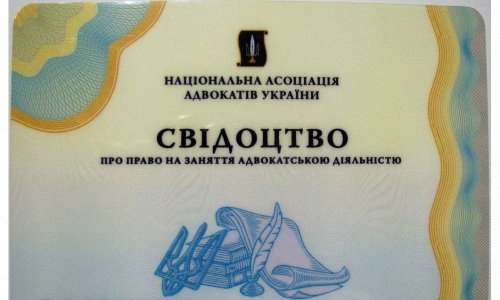 НАЦІОНАЛЬНА АСОЦІАЦІЯ
АДВОКАТІВ УКРАЇНИ
СВІДОЦТВО
ПРО ПРАВО НА ЗАНЯТТЯ АДВОКАТСЬКОЮ ДІЯЛЬНІСТЮ